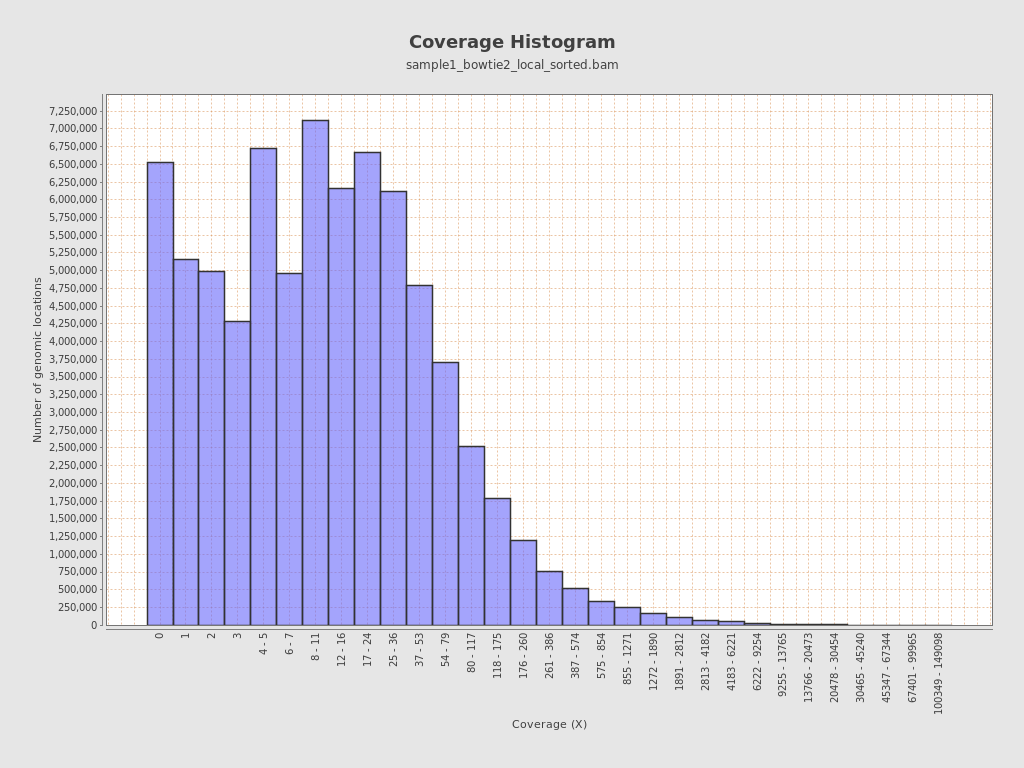 Coverage Histogram
sample1_bowtie2_local_sorted.bam
Number of genomic locations
7,250,000
7,000,000
6,750,000
6,500,000
6,250,000
6,000,000
5,750,000
5,500,000
5,250,000
5,000,000
4,750,000
4,500,000
4,250,000
4,000,000
3,750,000
3,500,000
3,250,000
3,000,000
2,750,000
2,500,000
2,250,000
2,000,000
1,750,000
1,500,000
1,250,000
1,000,000
750,000
500,000
250,000
0
0
1
2
3
4 - 5
6 - 7
8 - 11
12 - 16
17 - 24
25 - 36
37 - 53
54 - 79
80 - 117
118 - 175
176 - 260
261 - 386
387 - 574
575 - 854
855 - 1271
1272 - 1890
1891 - 2812
2813 - 4182
4183 - 6221
6222 - 9254
9255 - 13765
13766 - 20473
20478 - 30454
30465 - 45240
45347 - 67344
67401 - 99965
100349 - 149098
Coverage (X)